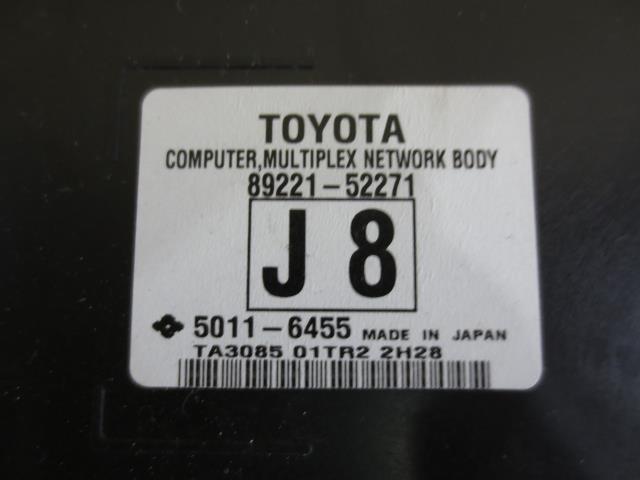 TOYOTA
COMPUTER,MULTIPLEX NETWORK BODY
89221-52271
J 8
5011-6455 MADE IN JAPAN
TA3085 01TR2 2H28